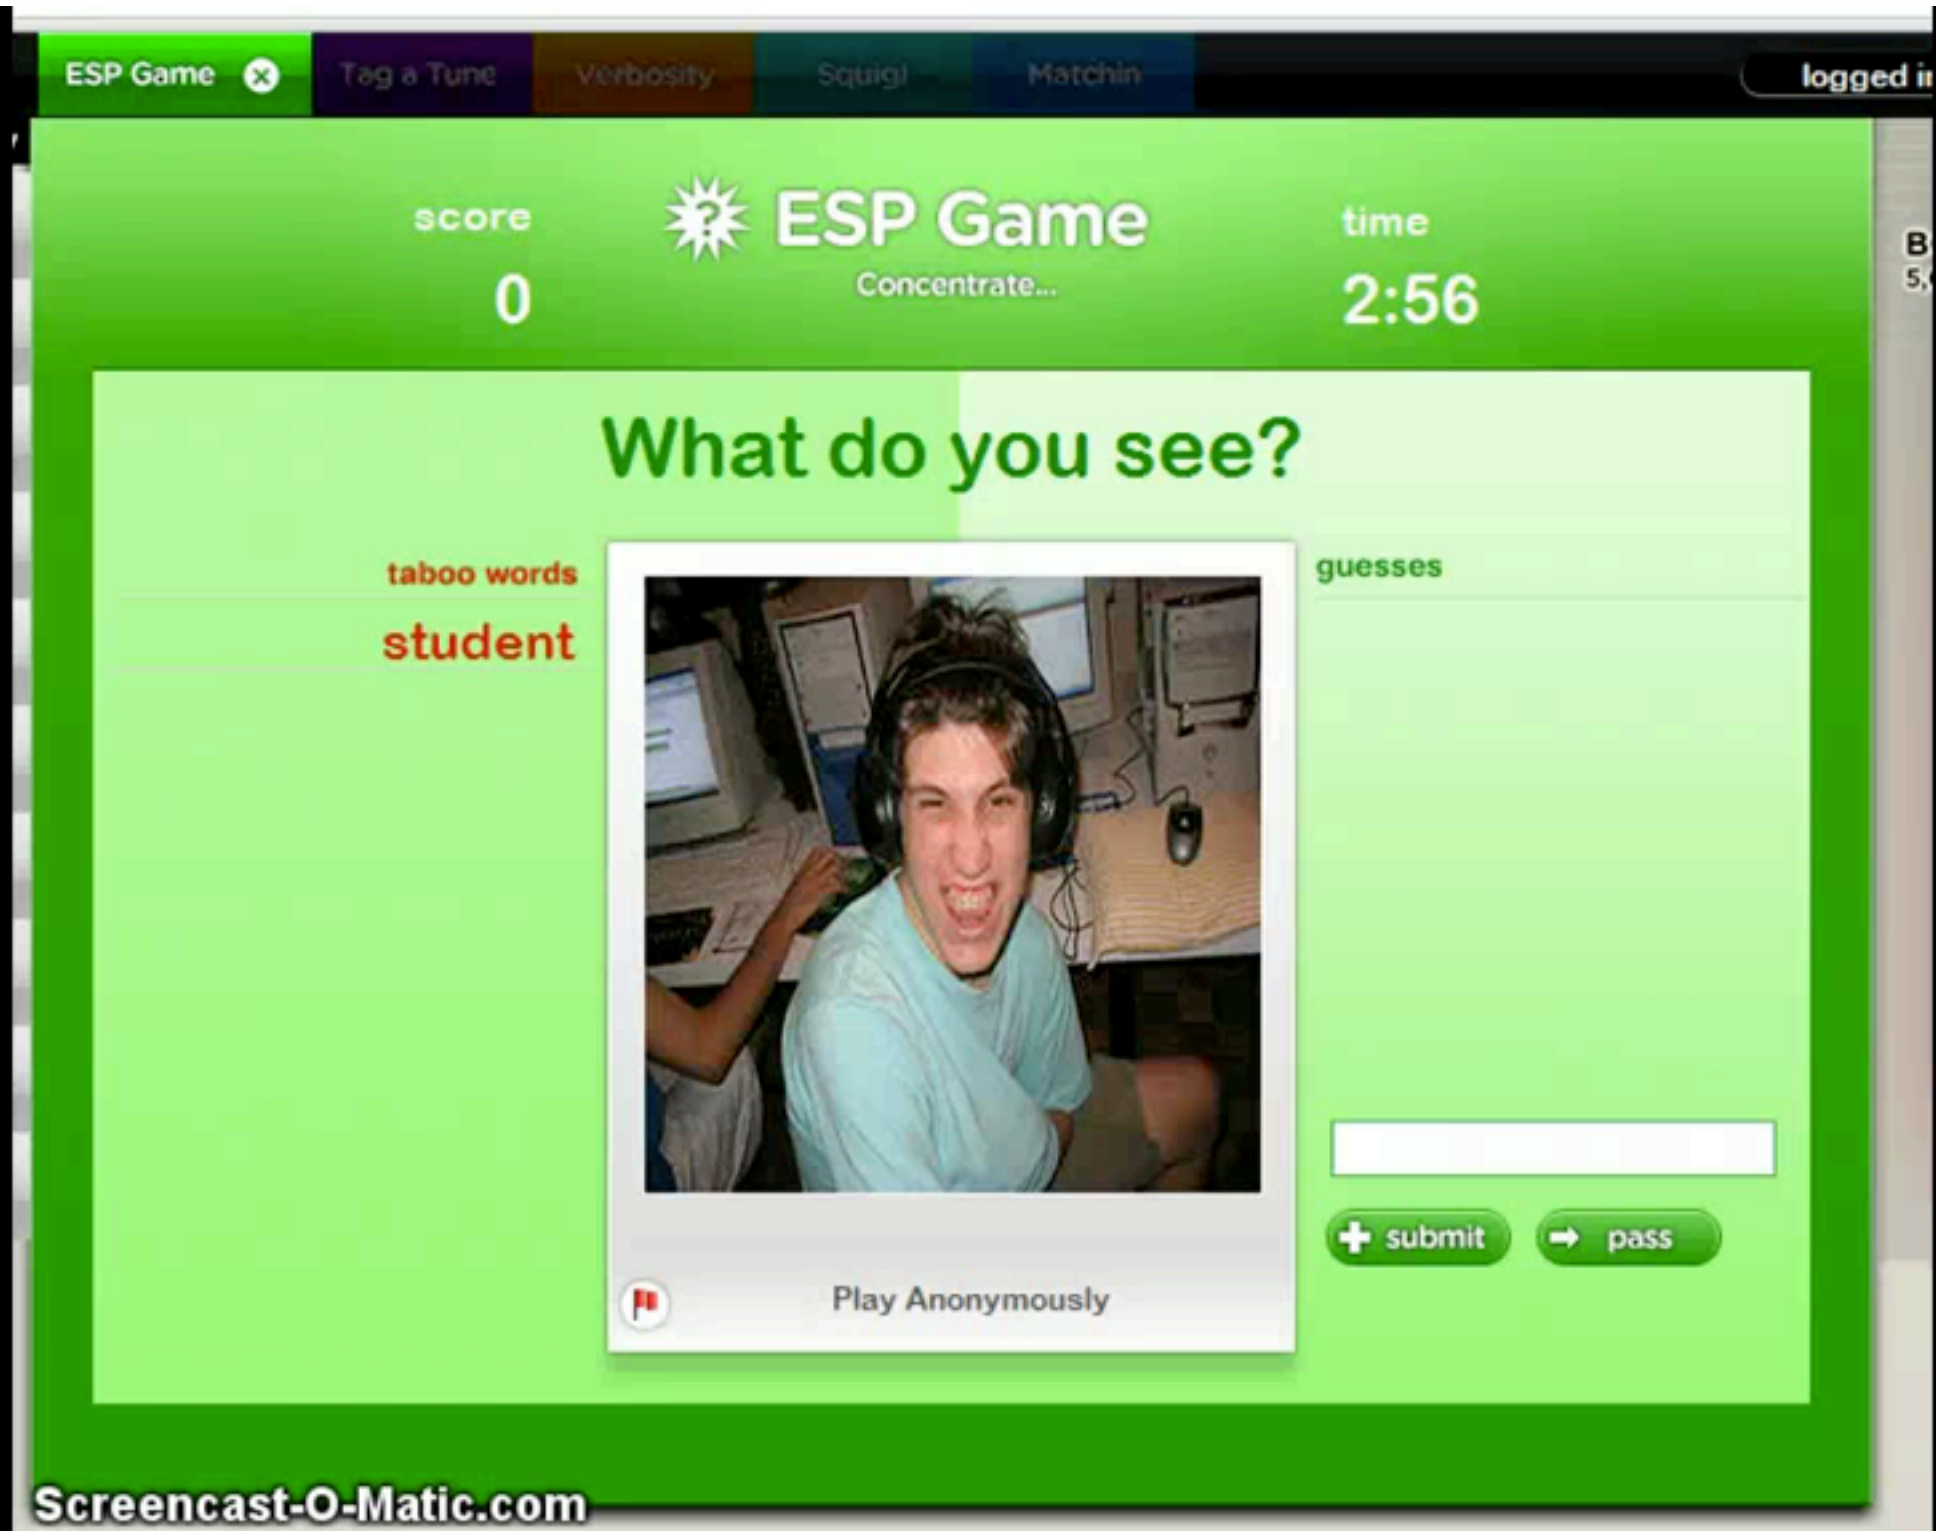 ESP Game
Tag a Tune
Verbosity
Squigl
Matchin
logged
score
ESP Game
time
0
Concentrate...
2:56
What do you see?
taboo words
guesses
student
submit
pass
Play Anonymously
Screencast-O-Matic.com